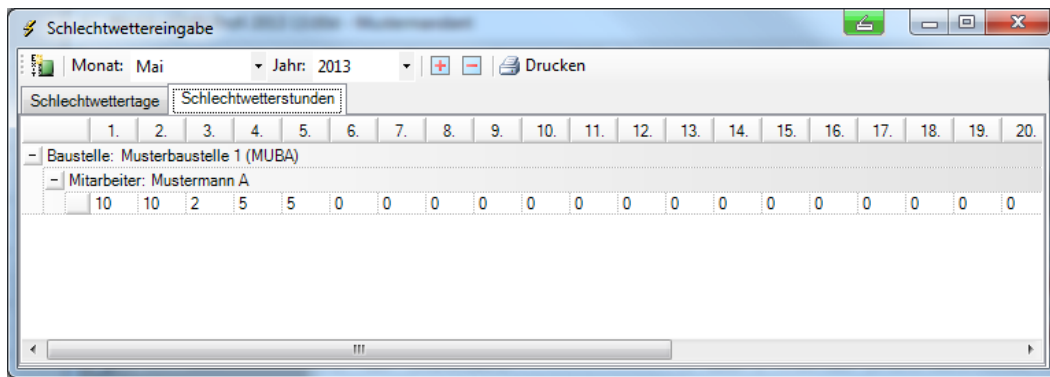 Schlechtwettereingabe
Monat: Mai Jahr: 2013 Drucken
Schlechtwettertage Schlechtwetterstunden
1. 2. 3. 4. 5. 6. 7. 8. 9. 10. 11. 12. 13. 14. 15. 16. 17. 18. 19. 20.
Baustelle: Musterbaustelle 1 (MUBA)
Mitarbeiter: Mustermann A
10 10 2 5 5 0 0 0 0 0 0 0 0 0 0 0 0 0 0 0